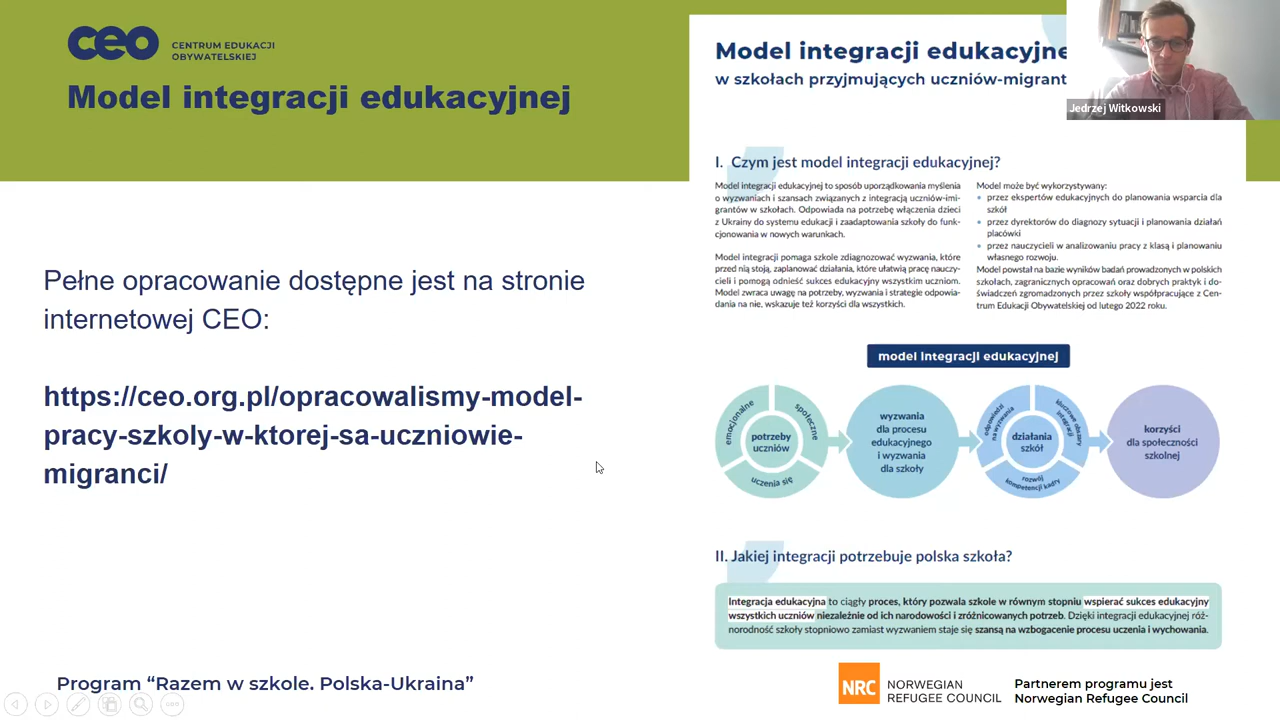 ceo
CENTRUM EDUKACJI
OBYWATELSKIEJ
Model integracji edukacyjnej
Pełne opracowanie dostępne jest na stronie
internetowej CEO:
https://ceo.org.pl/opracowalismy-model-
pracy-szkoly-w-ktorej-sa-uczniowie-
migranci/
Program “Razem w szkole. Polska-Ukraina”
Model integracji edukacyjne
w szkołach przyjmujących uczniów-migrant
Jedrzej Witkowski
I. Czym jest model integracji edukacyjnej?
Model integracji edukacyjnej to sposób uporządkowania myślenia
o wyzwaniach i szansach związanych z integracją uczniów-imi-
grantów w szkołach. Odpowiada na potrzebę włączenia dzieci
z Ukrainy do systemu edukacji i zaadaptowania szkoły do funk-
cjonowania w nowych warunkach.
Model integracji pomaga szkole zdiagnozować wyzwania, które
przed nią stoją, zaplanować działania, które ułatwią pracę nauczy-
cieli i pomogą odnieść sukces edukacyjny wszystkim uczniom.
Model zwraca uwagę na potrzeby, wyzwania i strategie odpowia-
dania na nie, wskazuje też korzyści dla wszystkich.
Model może być wykorzystywany:
• przez ekspertów edukacyjnych do planowania wsparcia dla
szkół
• przez dyrektorów do diagnozy sytuacji i planowania działań
placówki
• przez nauczycieli w analizowaniu pracy z klasą i planowaniu
własnego rozwoju.
Model powstał na bazie wyników badań prowadzonych w polskich
szkołach, zagranicznych opracowań oraz dobrych praktyk i do-
świadczeń zgromadzonych przez szkoły współpracujące z Cen-
trum Edukacji Obywatelskiej od lutego 2022 roku.
model integracji edukacyjnej
emocjonalne
społeczne
uczenia się
potrzeby
uczniów
wyzwania
dla procesu
edukacyjnego
i wyzwania
dla szkoły
odpowiedzi
na wyzwania
kluczowe obszary
integracji
rozwój
kompetencji kadry
działania
szkół
korzyści
dla społeczności
szkolnej
II. Jakiej integracji potrzebuje polska szkoła?
Integracja edukacyjna to ciągły proces, który pozwala szkole w równym stopniu wspierać sukces edukacyjny
wszystkich uczniów niezależnie od ich narodowości i zróżnicowanych potrzeb. Dzięki integracji edukacyjnej róż-
norodność szkoły stopniowo zamiast wyzwaniem staje się szansą na wzbogacenie procesu uczenia i wychowania.
NRC
NORWEGIAN
REFUGEE COUNCIL
Partnerem programu jest
Norwegian Refugee Council